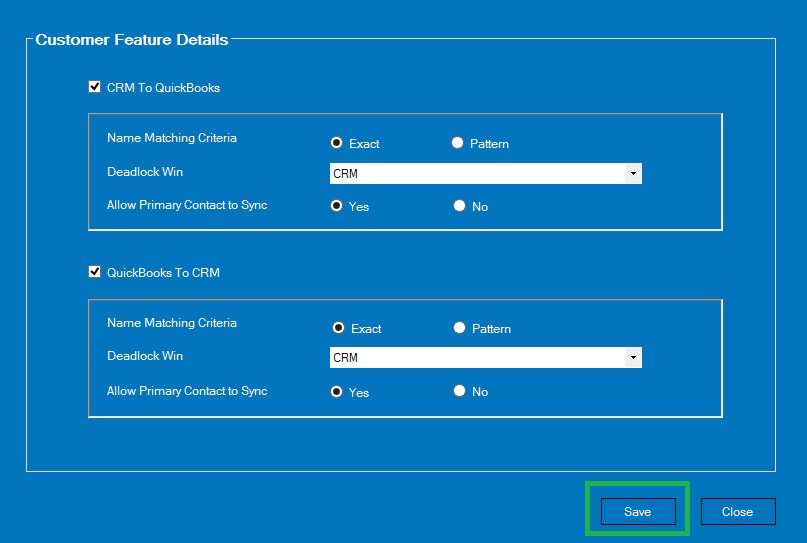 Customer Feature Details
CRM To QuickBooks
Name Matching Criteria Exact Pattern
Deadlock Win CRM
Allow Primary Contact to Sync Yes No
QuickBooks To CRM
Name Matching Criteria Exact Pattern
Deadlock Win CRM
Allow Primary Contact to Sync Yes No
Save Close